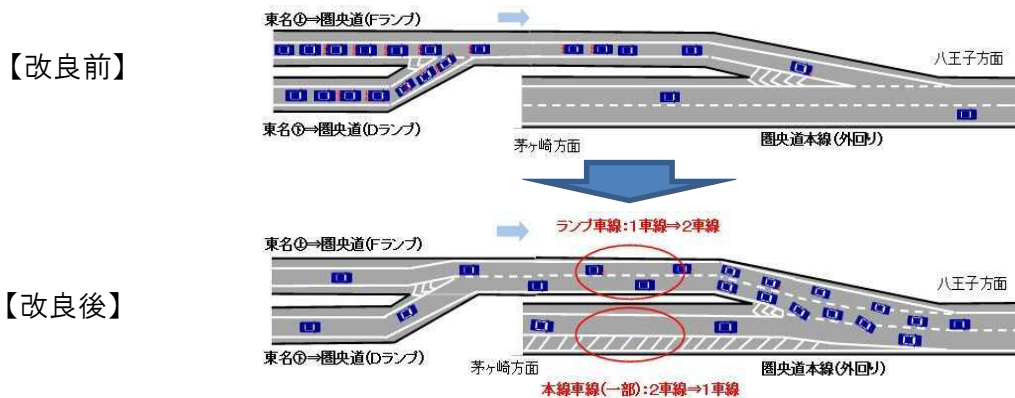 【改良前】
東名㊤⇒圏央道(Fランプ)
八王子方面
東名㊦⇒圏央道(Dランプ)
茅ヶ崎方面
圏央道本線(外回り)
【改良後】
ランプ車線:1車線⇒2車線
東名㊤⇒圏央道(Fランプ)
八王子方面
東名㊦⇒圏央道(Dランプ)
茅ヶ崎方面
圏央道本線(外回り)
本線車線(一部):2車線⇒1車線